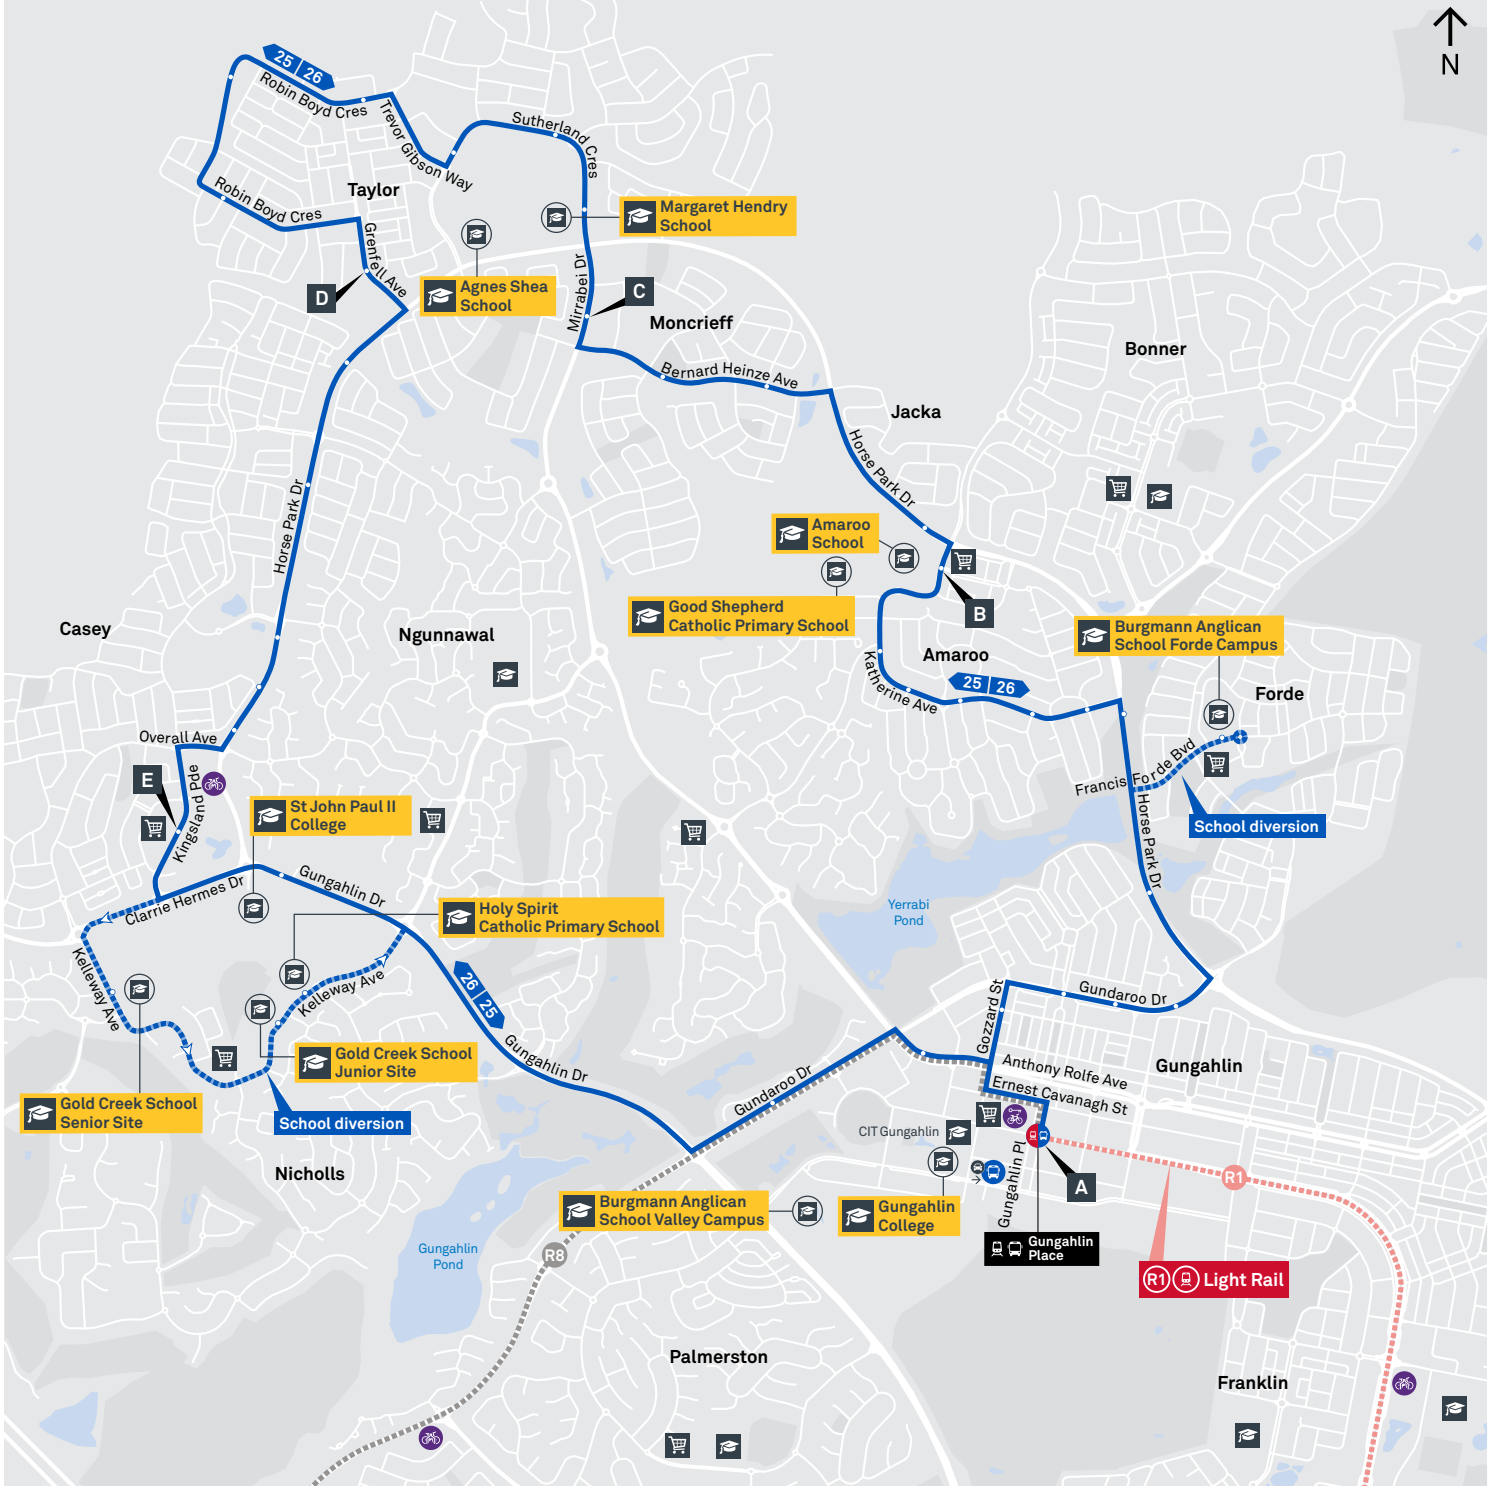 N
25 26
Robin Boyd Cres
Trevor Gibson Way
Sutherland Cres
Taylor
Robin Boyd Cres
Margaret Hendry
School
Grenfell Ave
Agnes Shea
School
D
Mirrabei Dr
C
Moncrieff
Bonner
Bernard Heinze Ave
Jacka
Horse Park Dr
Horse Park Dr
Amaroo
School
Good Shepherd
Catholic Primary School
B
Casey
Ngunnawal
Amaroo
Burgmann Anglican
School Forde Campus
Katherine Ave
25 26
Forde
Overall Ave
E
Kingsland Pde
Francis Forde Bvd
Horse Park Dr
School diversion
St John Paul II
College
Gungahlin Dr
Clarrie Hermes Dr
Holy Spirit
Catholic Primary School
Yerrabi
Pond
Kelleway Ave
Kelleway Ave
26 25
Gundaroo Dr
Gozzard St
Gungahlin Dr
Gold Creek School
Junior Site
Anthony Rolfe Ave
Gungahlin
Ernest Cavanagh St
Gundaroo Dr
Gold Creek School
Senior Site
School diversion
CIT Gungahlin
Nicholls
Gungahlin Pl
A
R1
Burgmann Anglican
School Valley Campus
Gungahlin
College
Gungahlin
Place
Gungahlin
Pond
R8
R1 Light Rail
Palmerston
Franklin